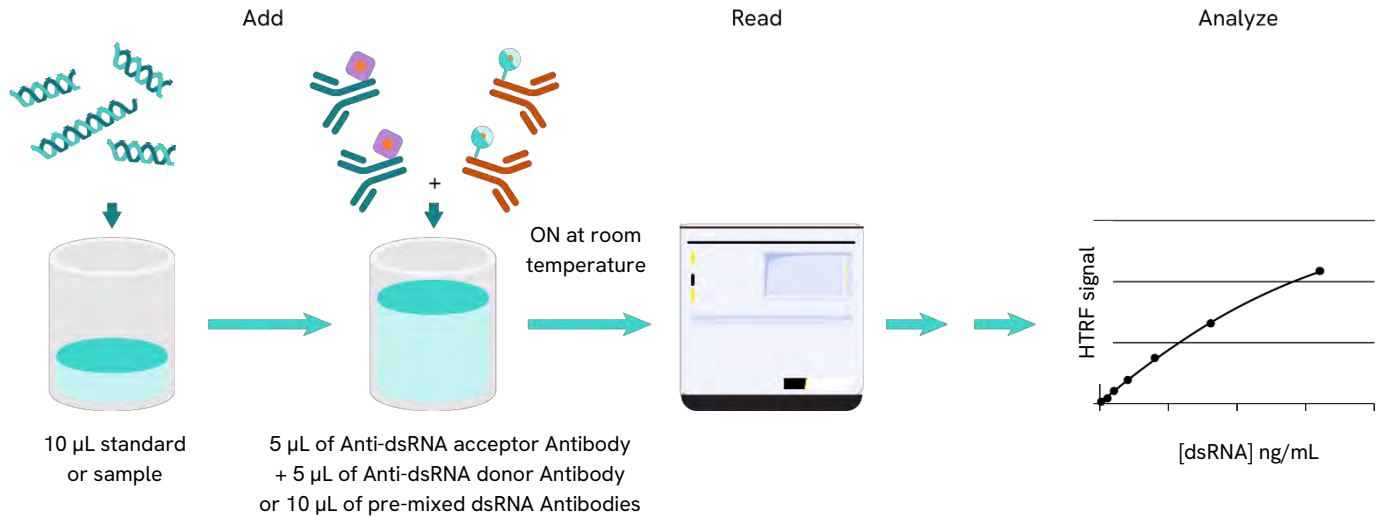 Add
Read
Analyze
+
ON at room
temperature
HTRF signal
10 µL standard
or sample
5 µL of Anti-dsRNA acceptor Antibody
+ 5 µL of Anti-dsRNA donor Antibody
or 10 µL of pre-mixed dsRNA Antibodies
[dsRNA] ng/mL